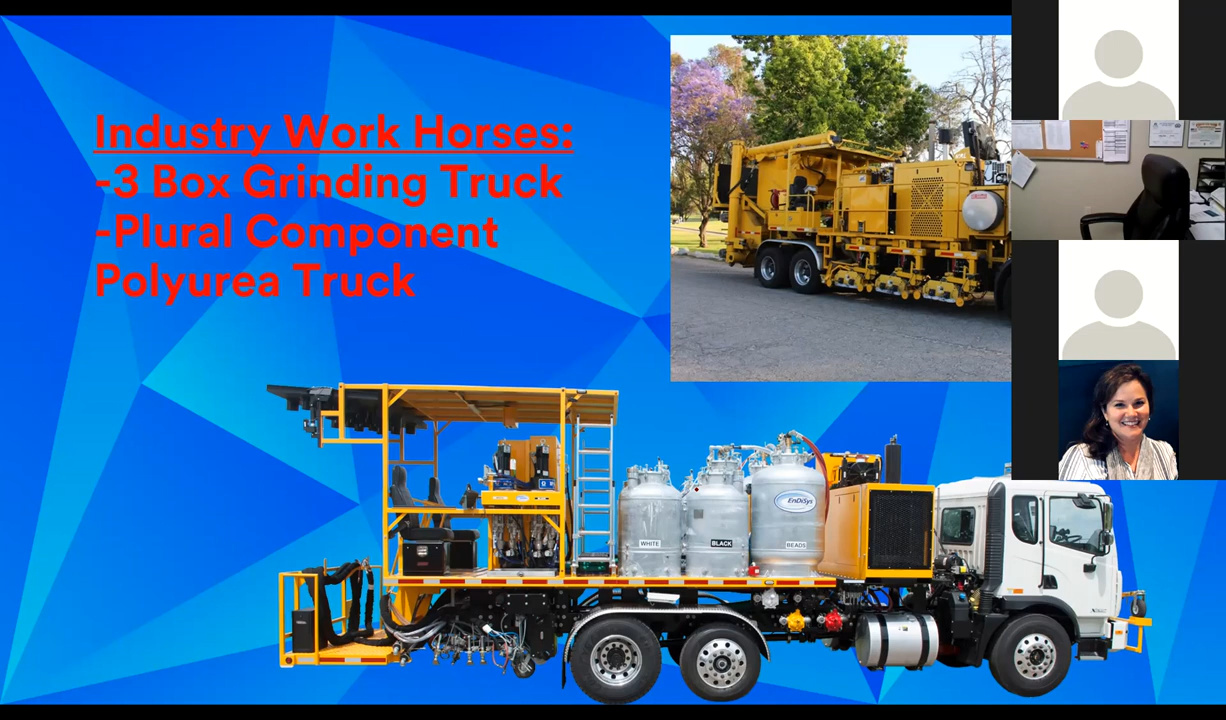 Industry Work Horses:
-3 Box Grinding Truck
-Plural Component
Polyurea Truck
EnDiSys
WHITE
BLACK
BEADS